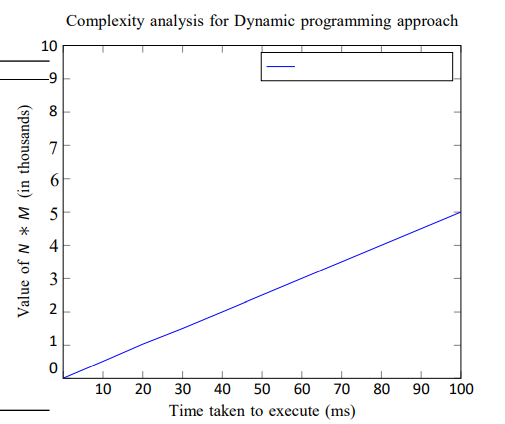 Complexity analysis for Dynamic programming approach
10
9
8
7
6
5
4
3
2
1
0
Value of N * M (in thousands)
10 20 30 40 50 60 70 80 90 100
Time taken to execute (ms)